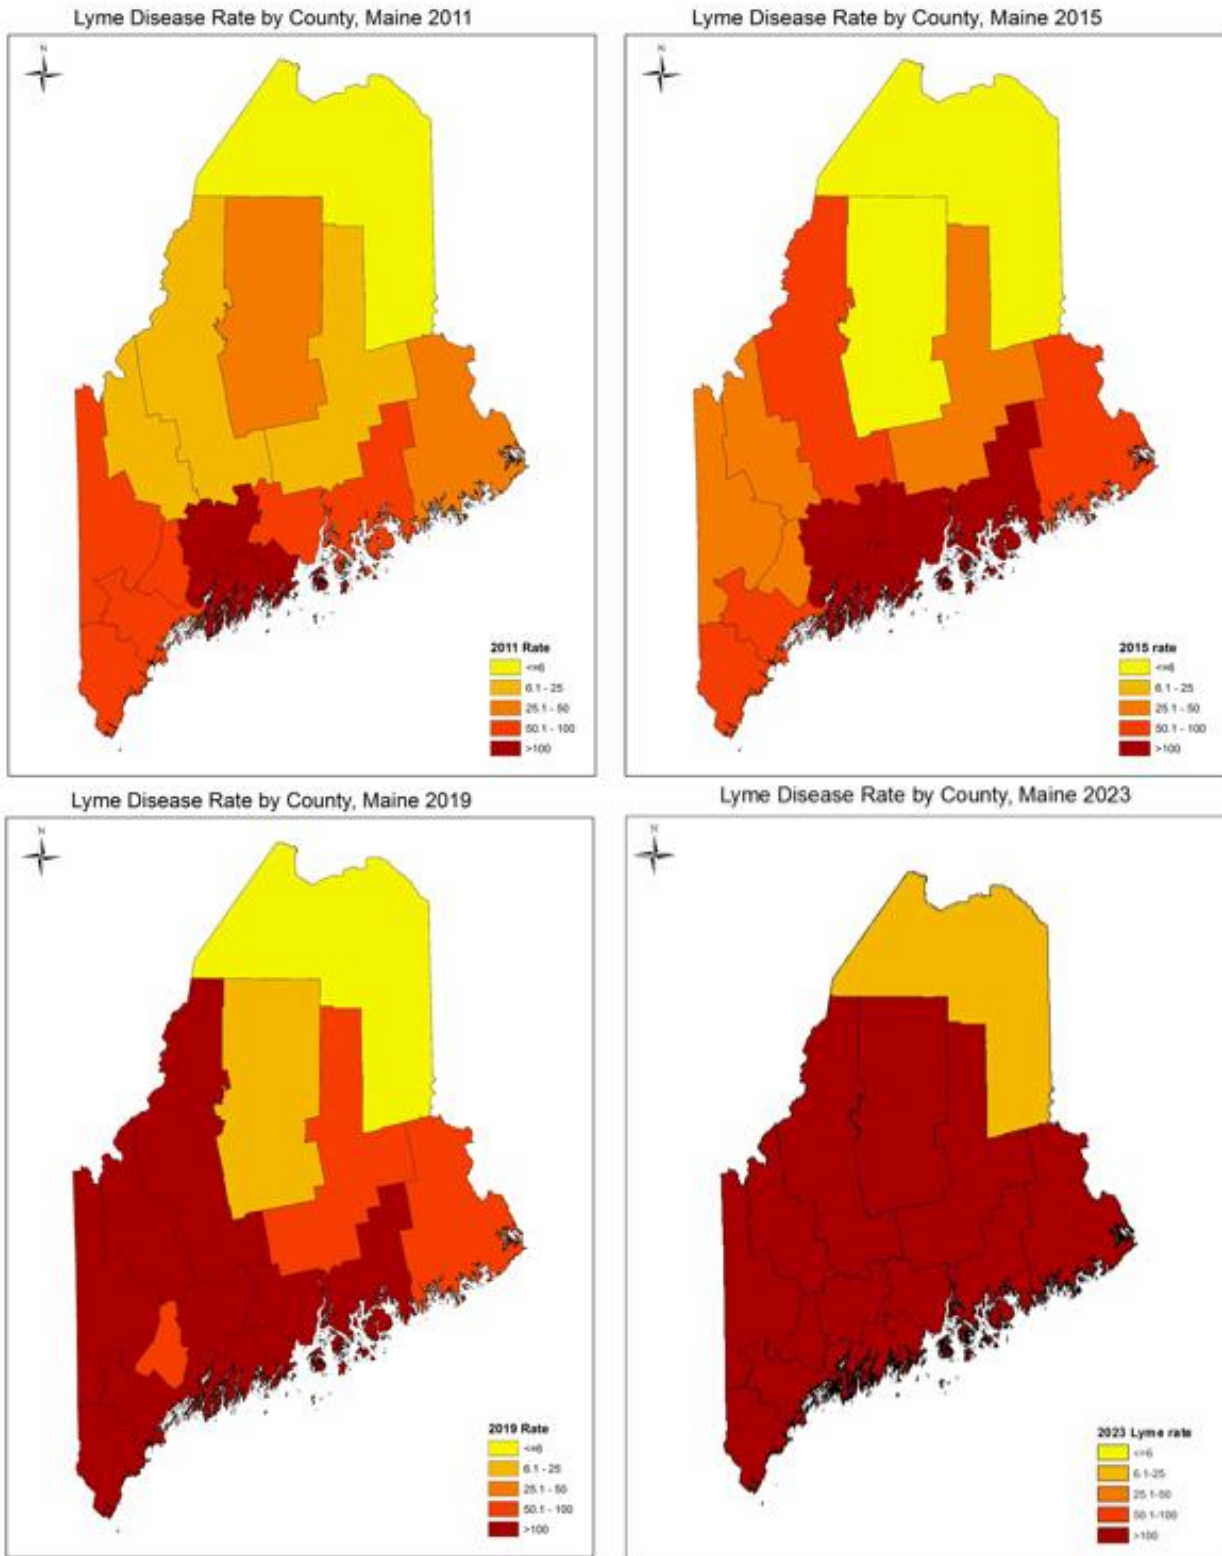 Lyme Disease Rate by County, Maine 2011
N
2011 Rate
<=6
6.1 - 25
25.1 - 50
50.1 - 100
>100
Lyme Disease Rate by County, Maine 2015
N
2015 rate
<=6
6.1 - 25
25.1 - 50
50.1 - 100
>100
Lyme Disease Rate by County, Maine 2019
N
2019 Rate
<=6
6.1 - 25
25.1 - 50
50.1 - 100
>100
Lyme Disease Rate by County, Maine 2023
N
2023 Lyme rate
<=6
6.1-25
25.1-50
50.1-100
>100